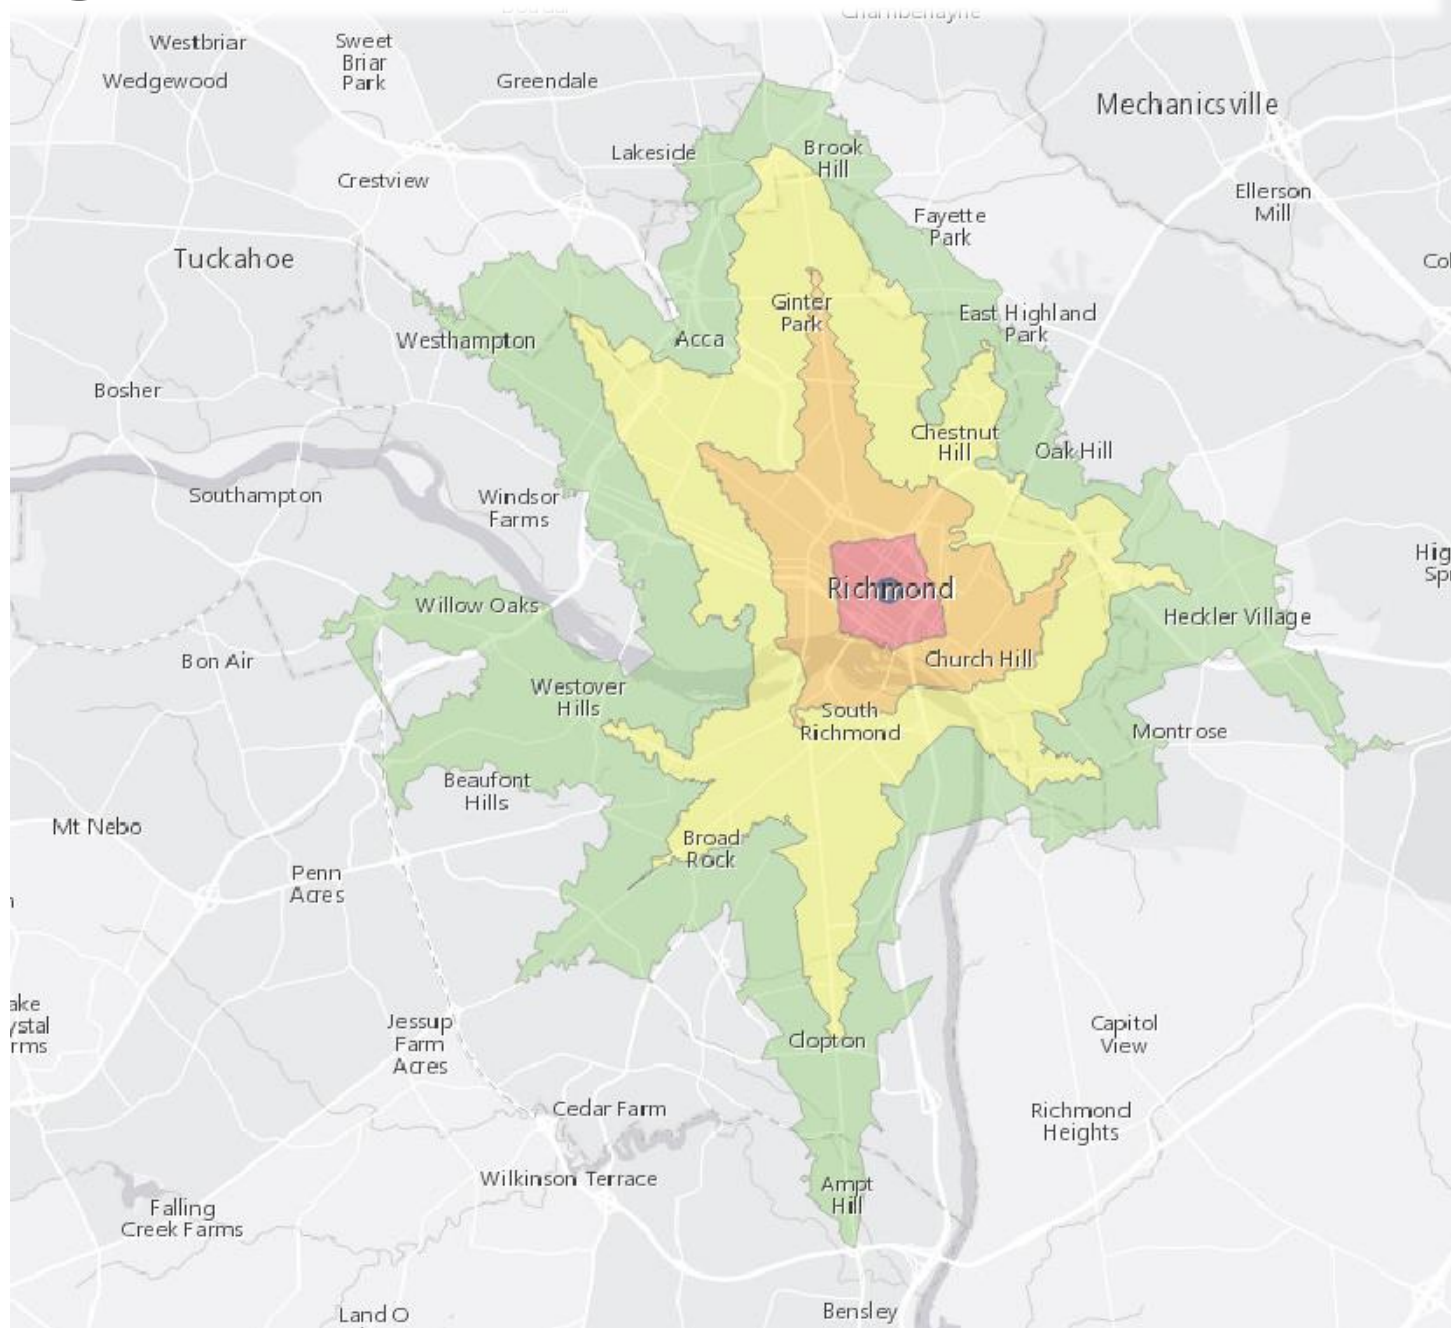 Westbriar
Sweet
Briar
Park
Wedgewood
Greendale
Mechanicsville
Lakeside
Brook
Hill
Crestview
Ellerson
Mill
Fayette
Park
Tuckahoe
Ginter
Park
East Highland
Park
Westhampton
Acca
Bosher
Chestnut
Hill
Oak Hill
Southampton
Windsor
Farms
Richmond
Willow Oaks
Heckler Village
Bon Air
Church Hill
Westover
Hills
South
Richmond
Montrose
Beaufont
Hills
Mt Nebo
Broad
Rock
Penn
Acres
Jessup
Farm
Acres
Clopton
Capitol
View
Cedar Farm
Richmond
Heights
Wilkinson Terrace
Ampt
Hill
Falling
Creek Farms
Land O
Bensley